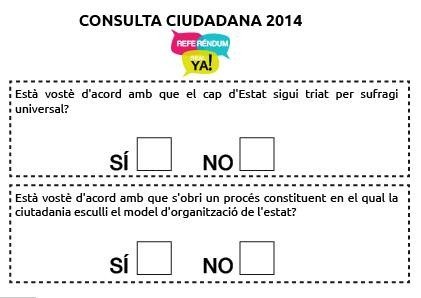 CONSULTA CIUDADANA 2014
REFERÉNDUM
YA!
Està vostè d'acord amb que el cap d'Estat sigui triat per sufragi
universal?
SÍ NO
Està vostè d'acord amb que s'obri un procés constituent en el qual la
ciutadania esculli el model d'organització de l'estat?
SÍ NO